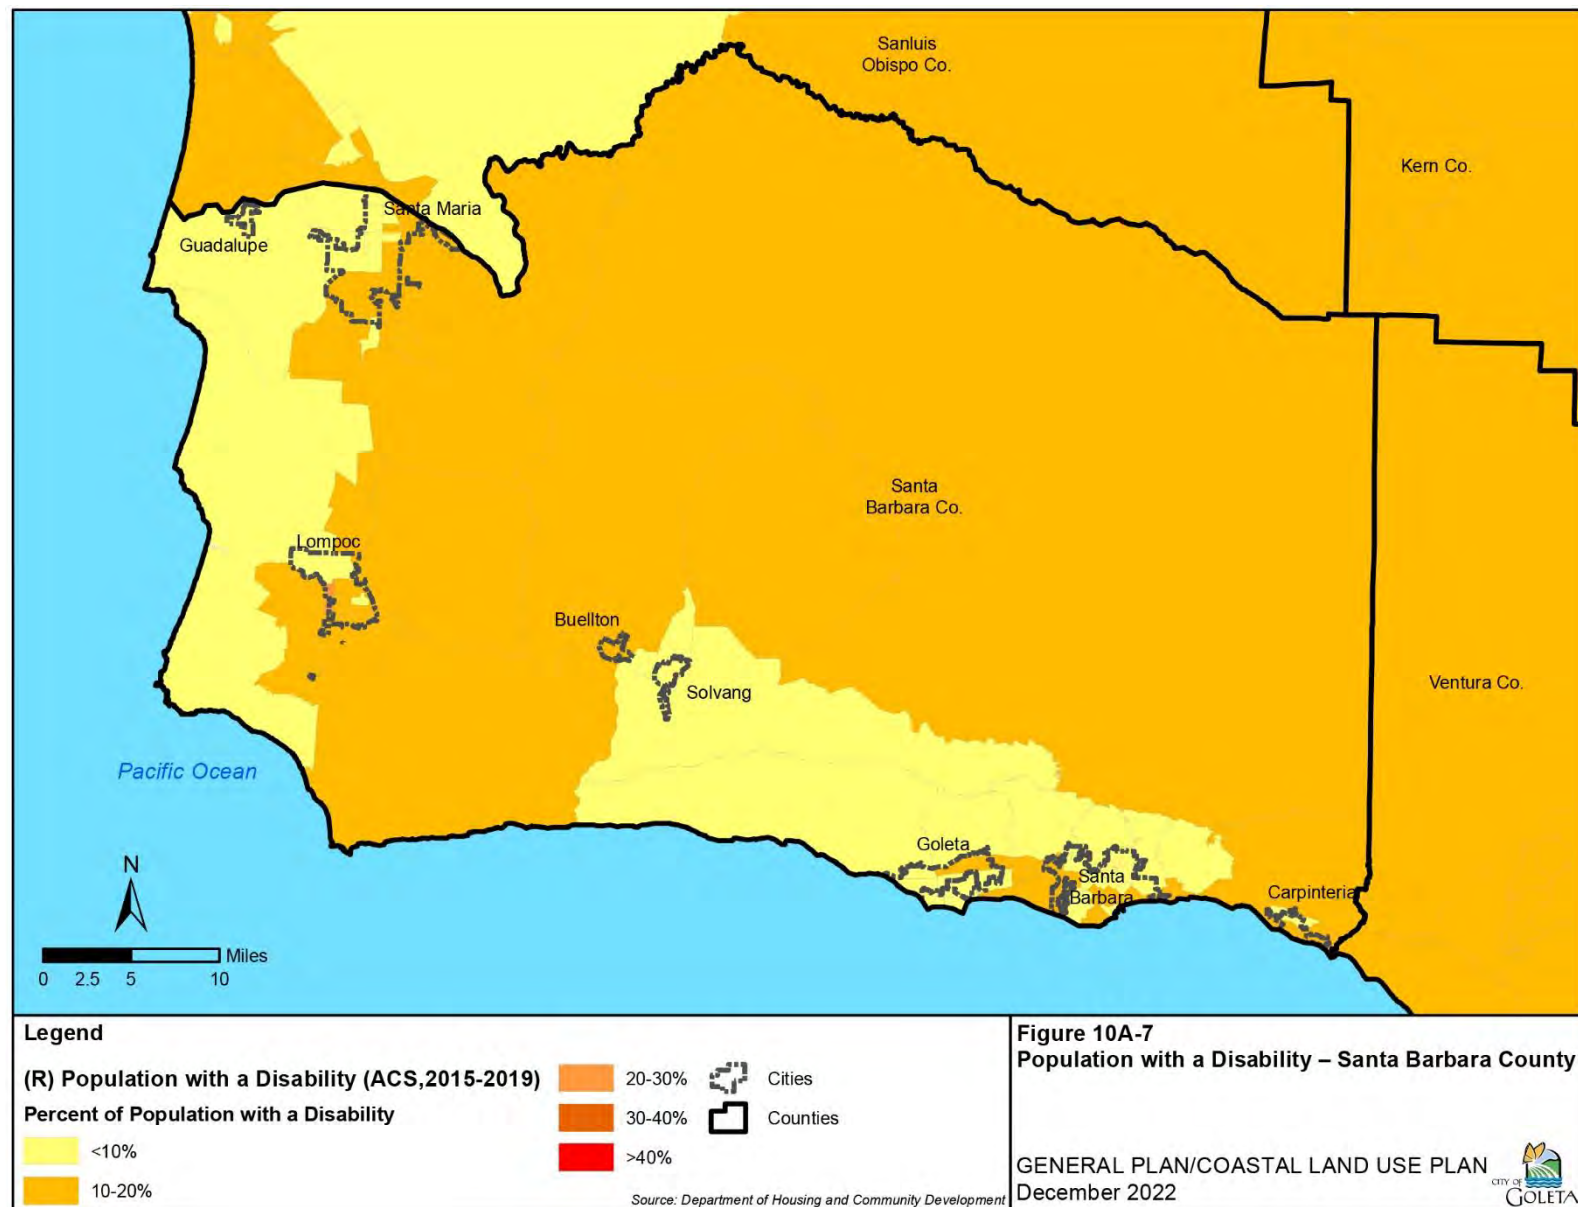 Sanluis
Obispo Co.
Kern Co.
Santa Maria
Guadalupe
Santa
Barbara Co.
Lompoc
Buellton
Solvang
Ventura Co.
Pacific Ocean
Goleta
Santa
Barbara
Carpinteria
N
Miles
0 2.5 5 10
Legend
(R) Population with a Disability (ACS,2015-2019)
Percent of Population with a Disability
<10%
10-20%
20-30%
30-40%
>40%
Cities
Counties
Source: Department of Housing and Community Development
Figure 10A-7
Population with a Disability – Santa Barbara County
GENERAL PLAN/COASTAL LAND USE PLAN
December 2022
CITY OF
GOLETA